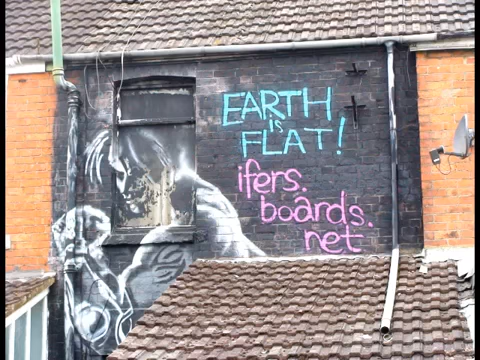 EARTH
is
FLAT!
ifers.
boards.
net